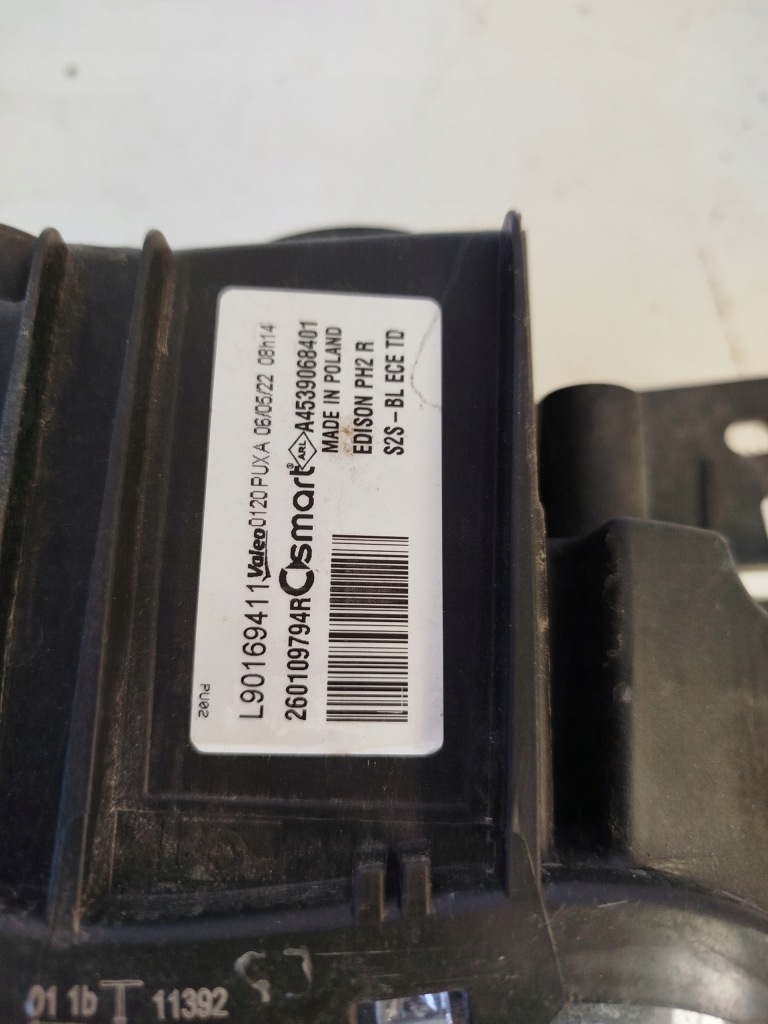 PU02
L90169411 Valeo 0120 PUXA 06/05/22 08h14
260109794R smart® ARL A4539068401
MADE IN POLAND
EDISON PH2 R
S2S-BL ECE TD
01 1b T 11392